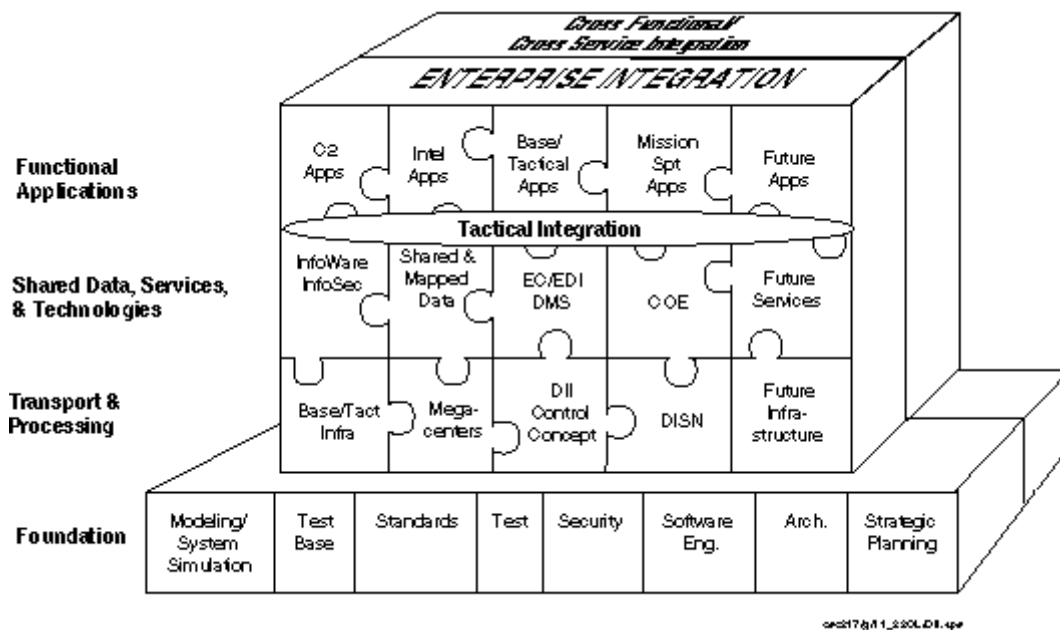 Cross Functional/
Cross Service Integration
ENTERPRISE INTEGRATION
Functional
Applications
C2
Apps
Intel
Apps
Base/
Tactical
Apps
Mission
Spt
Apps
Future
Apps
Tactical Integration
Shared Data, Services,
& Technologies
InfoWare
InfoSec
Shared &
Mapped
Data
EC/EDI
DMS
COE
Future
Services
Transport &
Processing
Base/Tact
Infra
Mega-
centers
DII
Control
Concept
DISN
Future
Infra-
structure
Foundation
Modeling/
System
Simulation
Test
Base
Standards
Test
Security
Software
Eng.
Arch.
Strategic
Planning